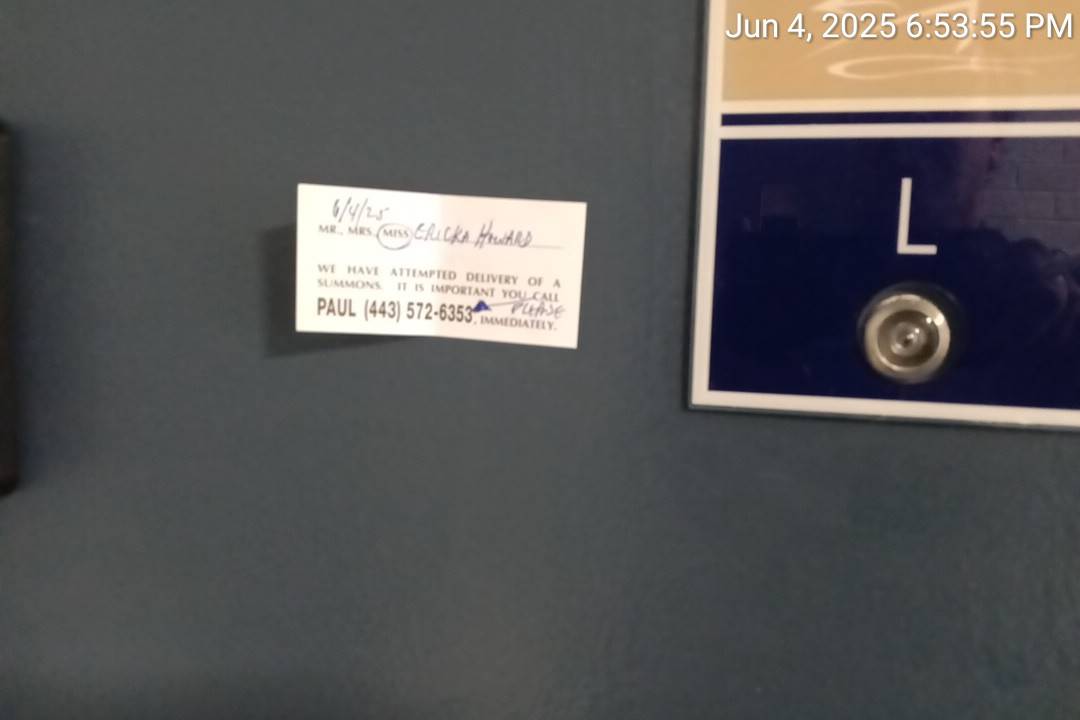 Jun 4, 2025 6:53:55 PM
6/4/25
MR., MRS. MISS ERICKA HOWARD
WE HAVE ATTEMPTED DELIVERY OF A
SUMMONS. IT IS IMPORTANT YOU CALL
PLEASE
PAUL (443) 572-6353, IMMEDIATELY.
L